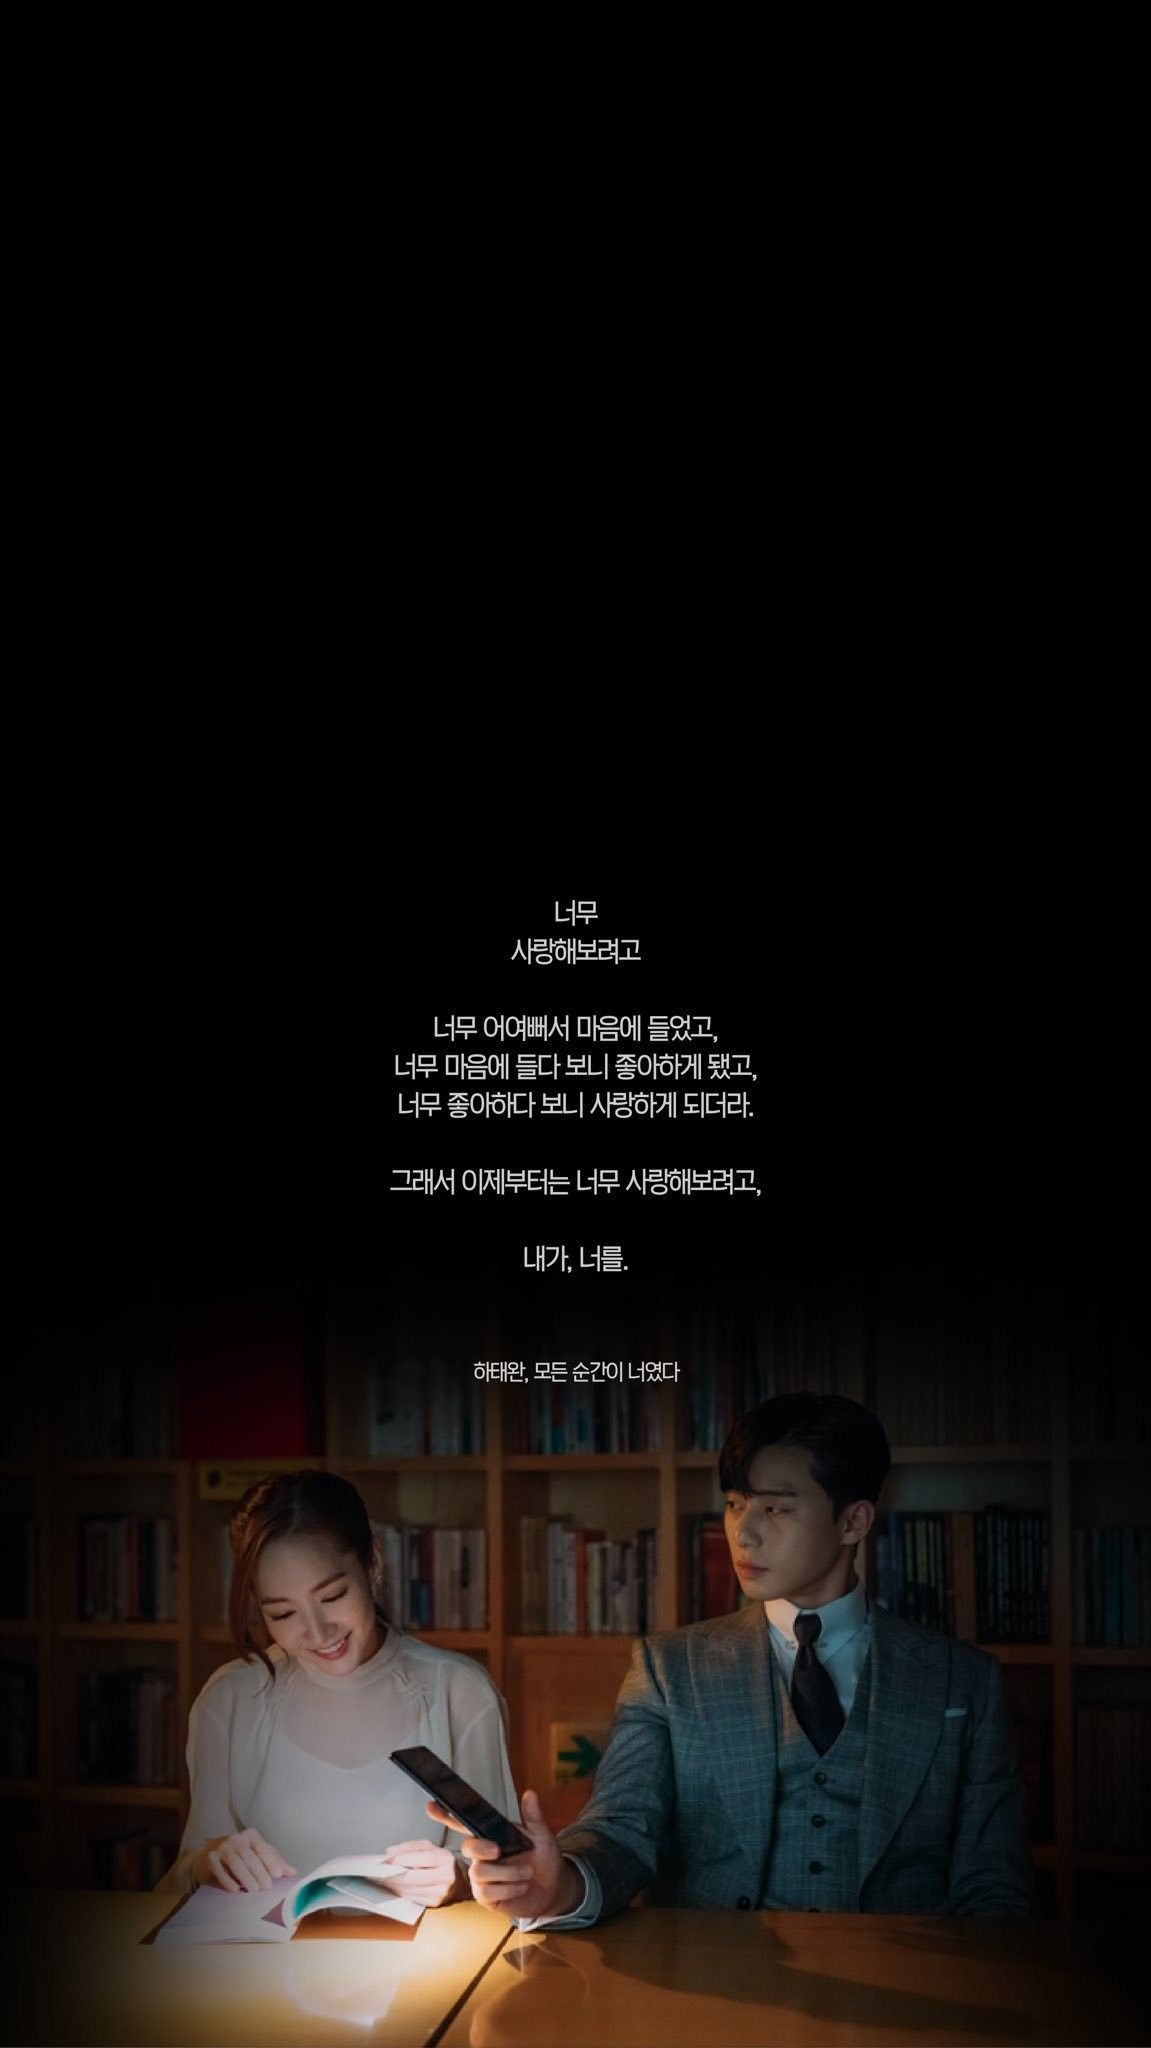 너무
사랑해보려고
너무 어여뻐서 마음에 들었고,
너무 마음에 들다 보니 좋아하게 됐고,
너무 좋아하다 보니 사랑하게 되더라.
그래서 이제부터는 너무 사랑해보려고,
내가, 너를.
하태완, 모든 순간이 너였다